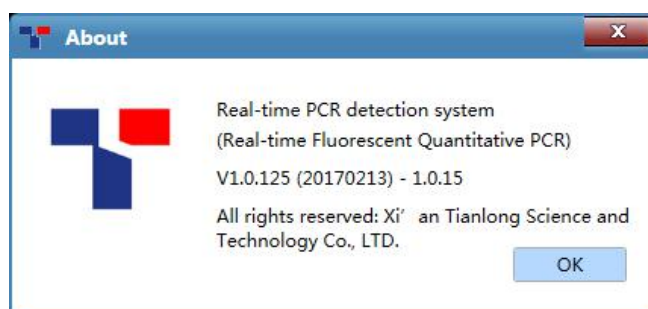 About
X
Real-time PCR detection system
(Real-time Fluorescent Quantitative PCR)
V1.0.125 (20170213) - 1.0.15
All rights reserved: Xi′ an Tianlong Science and
Technology Co., LTD.
OK